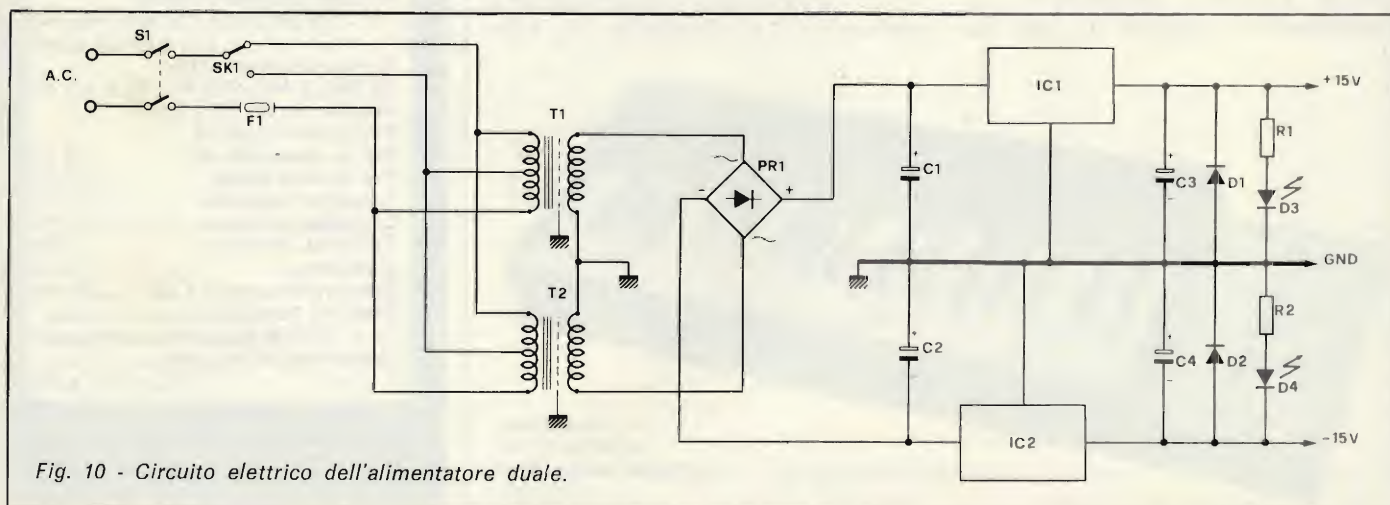 S1
SK1
A.C.
F1
T1
T2
PR1
~
-
+
~
C1
+
C2
+
IC1
IC2
C3
+
-
C4
+
-
D1
D2
R1
D3
R2
D4
+15V
GND
-15V
Fig. 10 - Circuito elettrico dell'alimentatore duale.